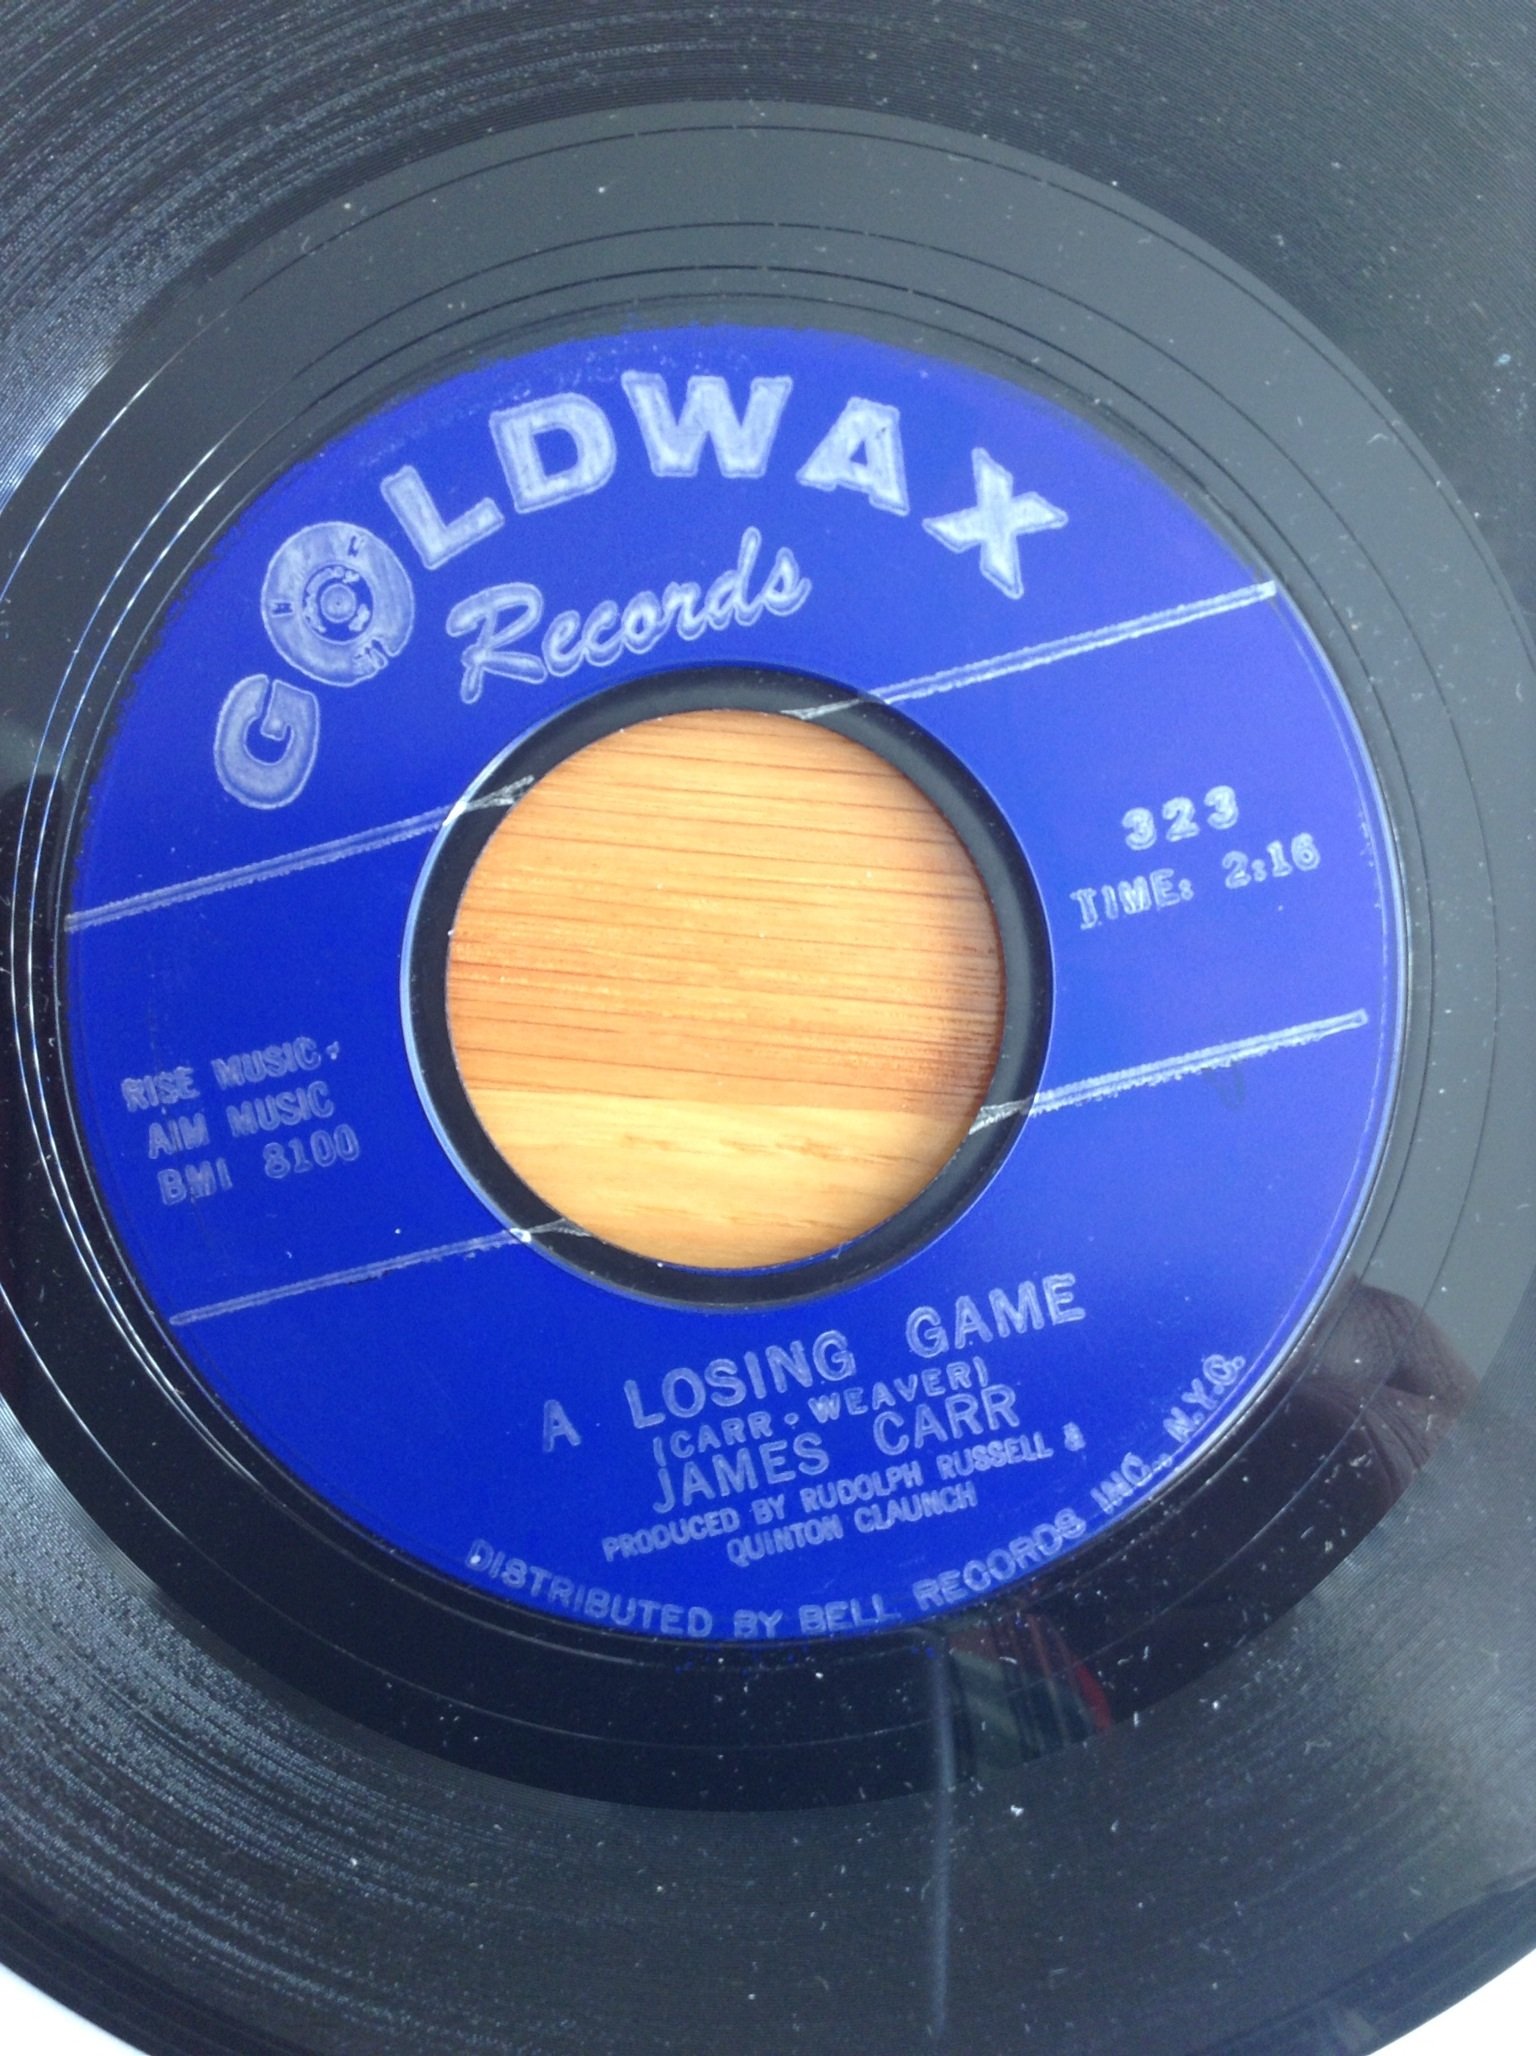 GOLDWAX
Records
323
TIME: 2:16
RISE MUSIC-
AIM MUSIC
BMI 8100
A LOSING GAME
(CARR-WEAVER)
JAMES CARR
PRODUCED BY RUDOLPH RUSSELL &
QUINTON CLAUNCH
DISTRIBUTED BY BELL RECORDS INC., N.Y.C.